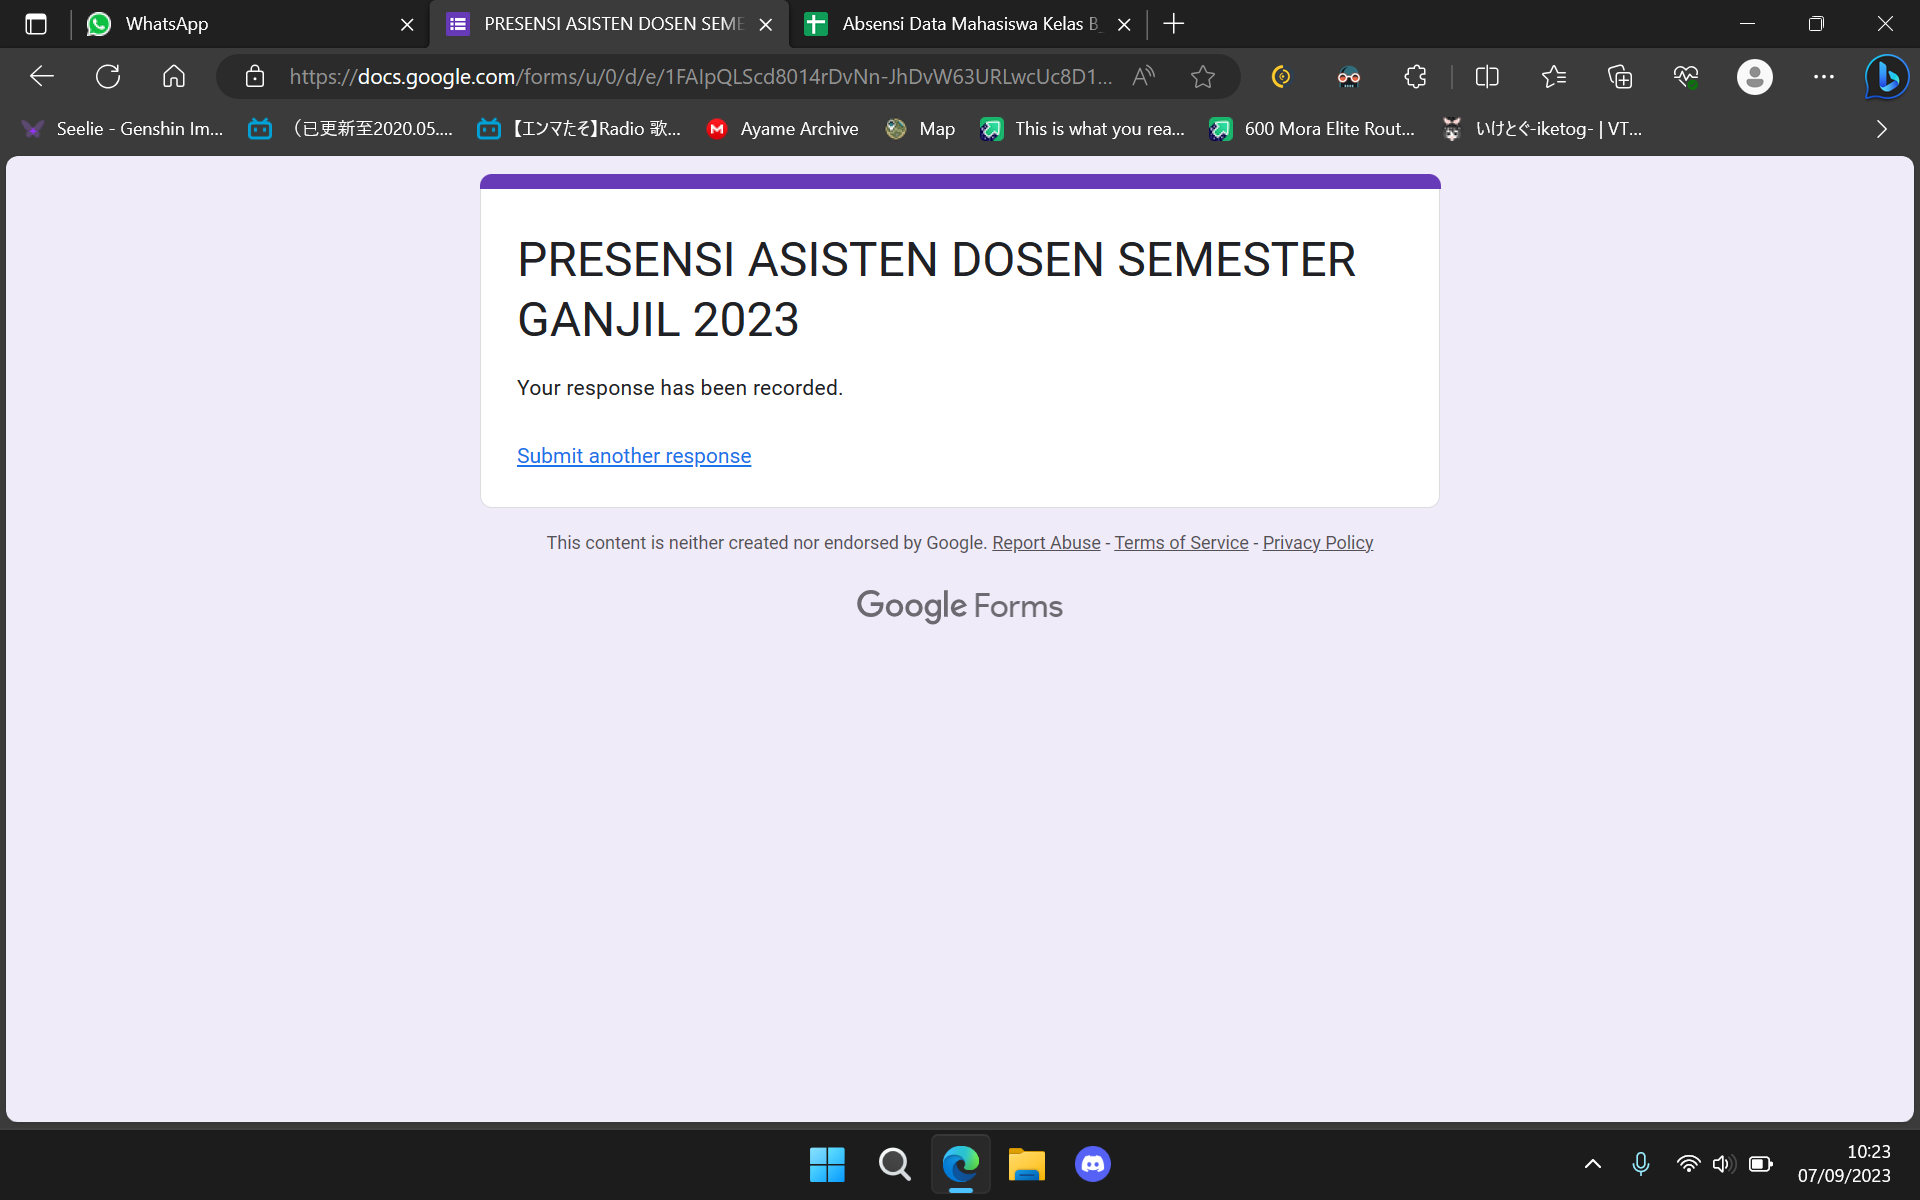 WhatsApp
PRESENSI ASISTEN DOSEN SEME
Absensi Data Mahasiswa Kelas B_
https://docs.google.com/forms/u/0/d/e/1FAIpQLScd8014rDvNn-JhDvW63URLwcUc8D1...
Seelie - Genshin Im...
（已更新至2020.05....
【エンマたそ】Radio 歌...
Ayame Archive
Map
This is what you rea...
600 Mora Elite Rout...
いけとぐ-iketog- | VT...
PRESENSI ASISTEN DOSEN SEMESTER
GANJIL 2023
Your response has been recorded.
Submit another response
This content is neither created nor endorsed by Google. Report Abuse - Terms of Service - Privacy Policy
Google Forms
10:23
07/09/2023